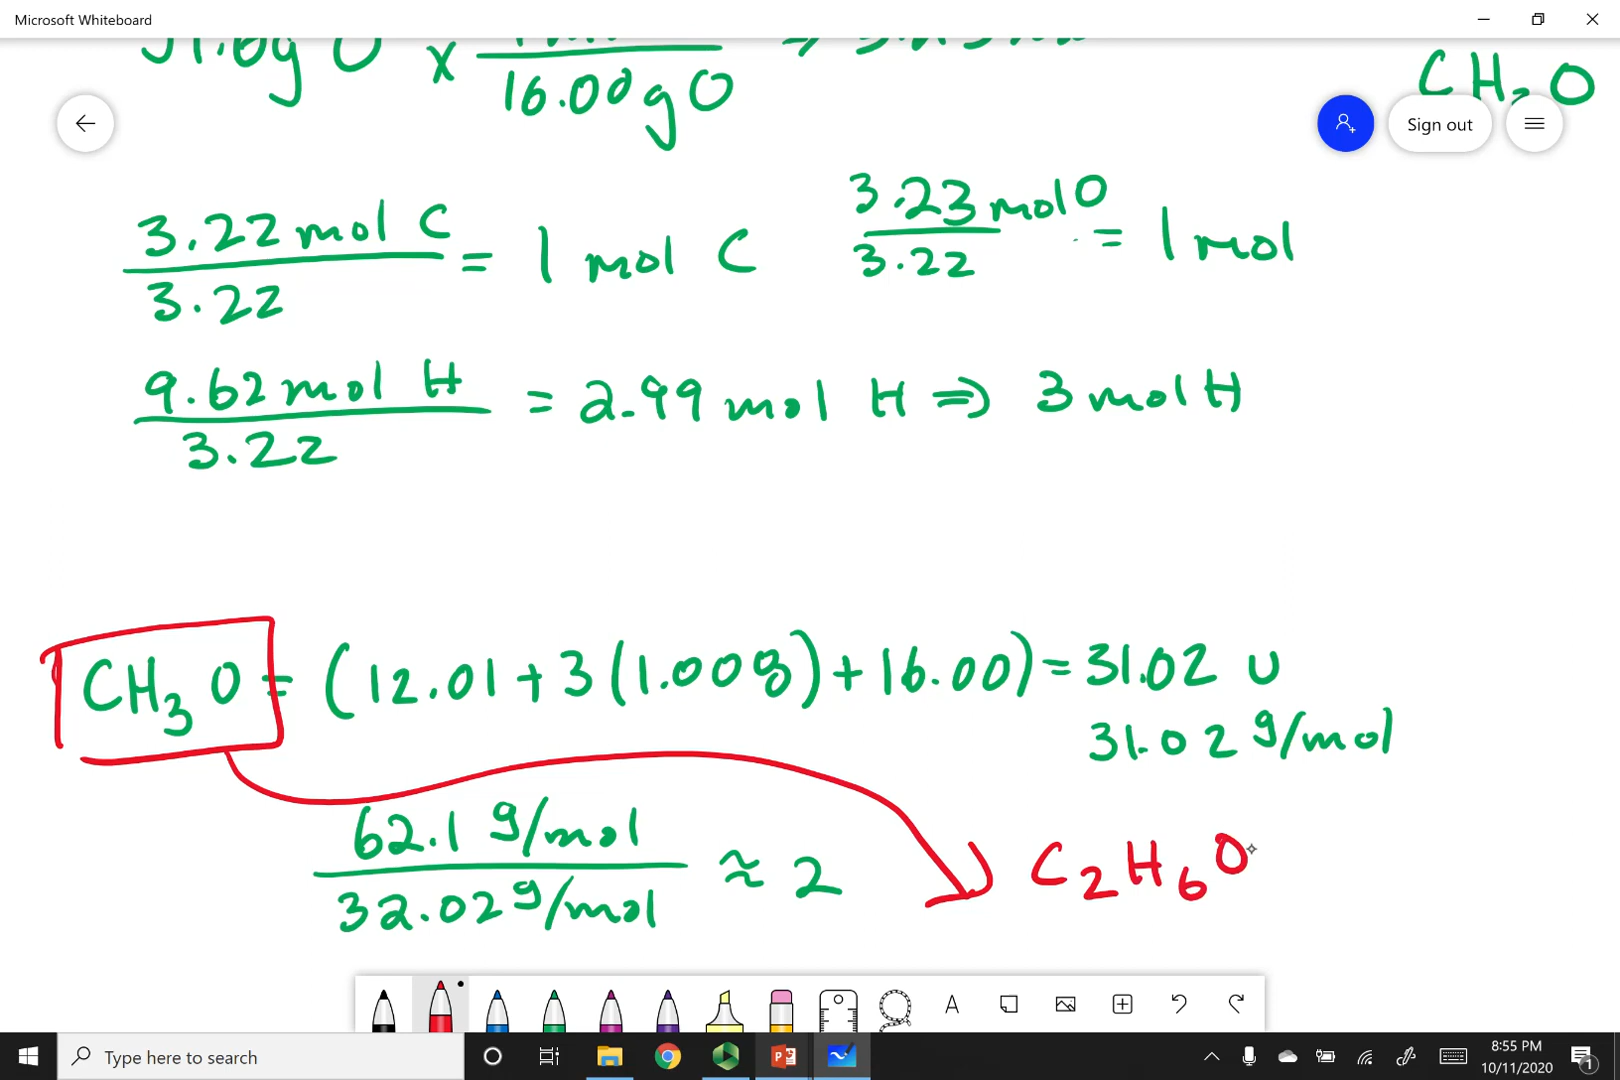 Microsoft Whiteboard
g O x
16.00 g O
CH₃O
Sign out
3.22 mol C / 3.22 = 1 mol C
3.23 mol O / 3.22 = 1 mol
9.62 mol H / 3.22 = 2.99 mol H ⇒ 3 mol H
CH₃O = (12.01 + 3(1.008) + 16.00) = 31.02 u
31.02 g/mol
62.1 g/mol / 32.02 g/mol ≈ 2
C₂H₆O
A
Type here to search
8:55 PM
10/11/2020
1